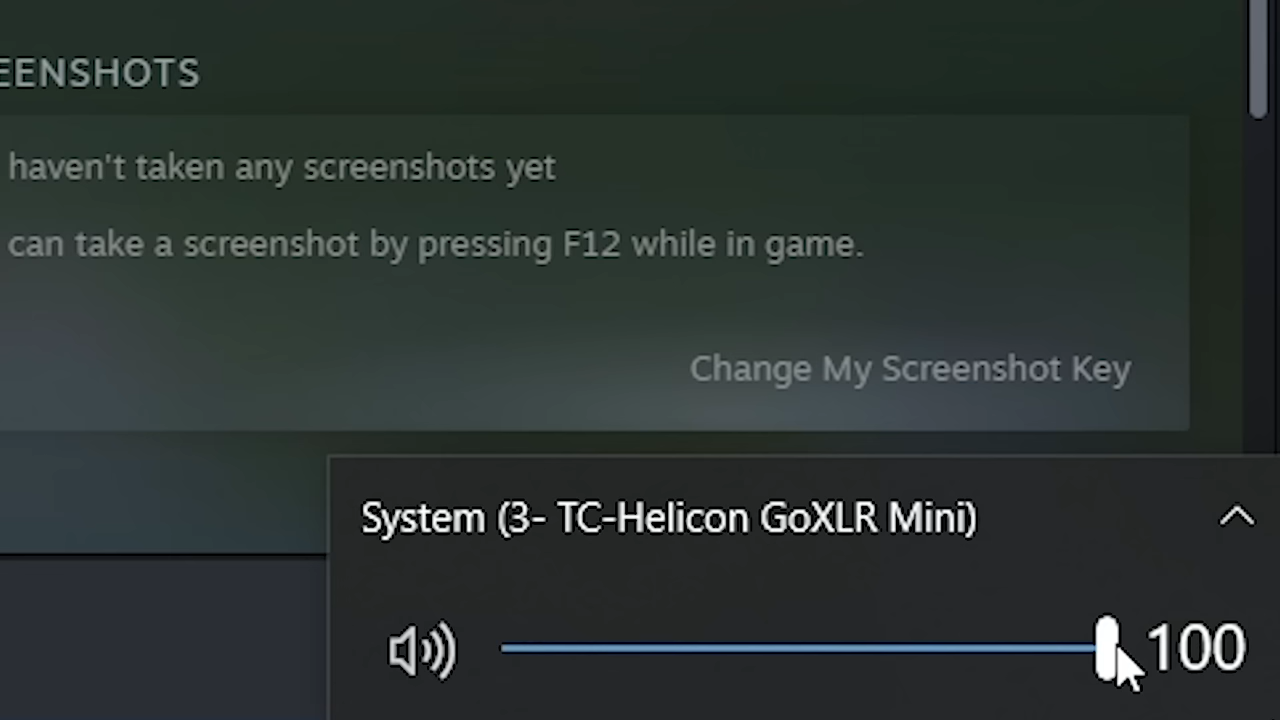 EENSHOTS
haven't taken any screenshots yet
can take a screenshot by pressing F12 while in game.
Change My Screenshot Key
System (3- TC-Helicon GoXLR Mini)
100